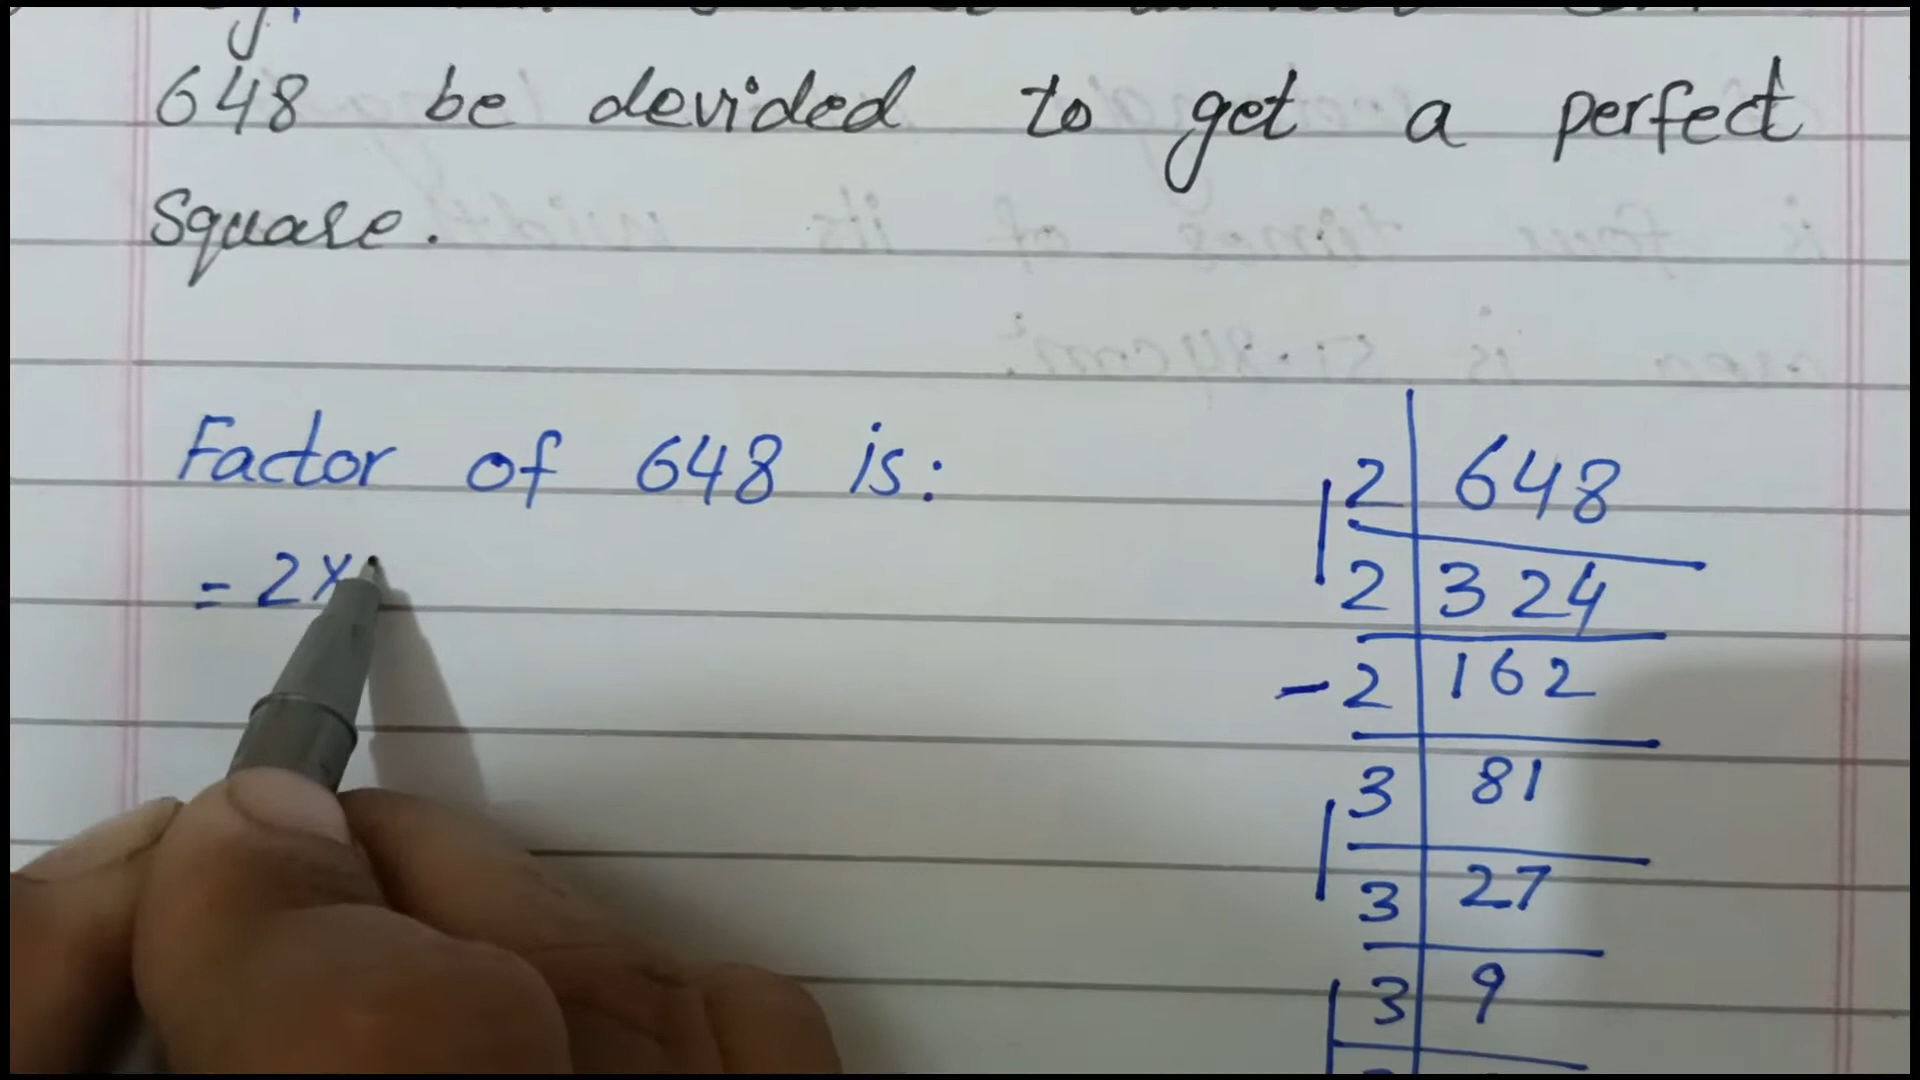 648 be devided to get a perfect
Square.
Factor of 648 is:
= 2x
2 648
2 324
- 2 162
3 81
3 27
3 9